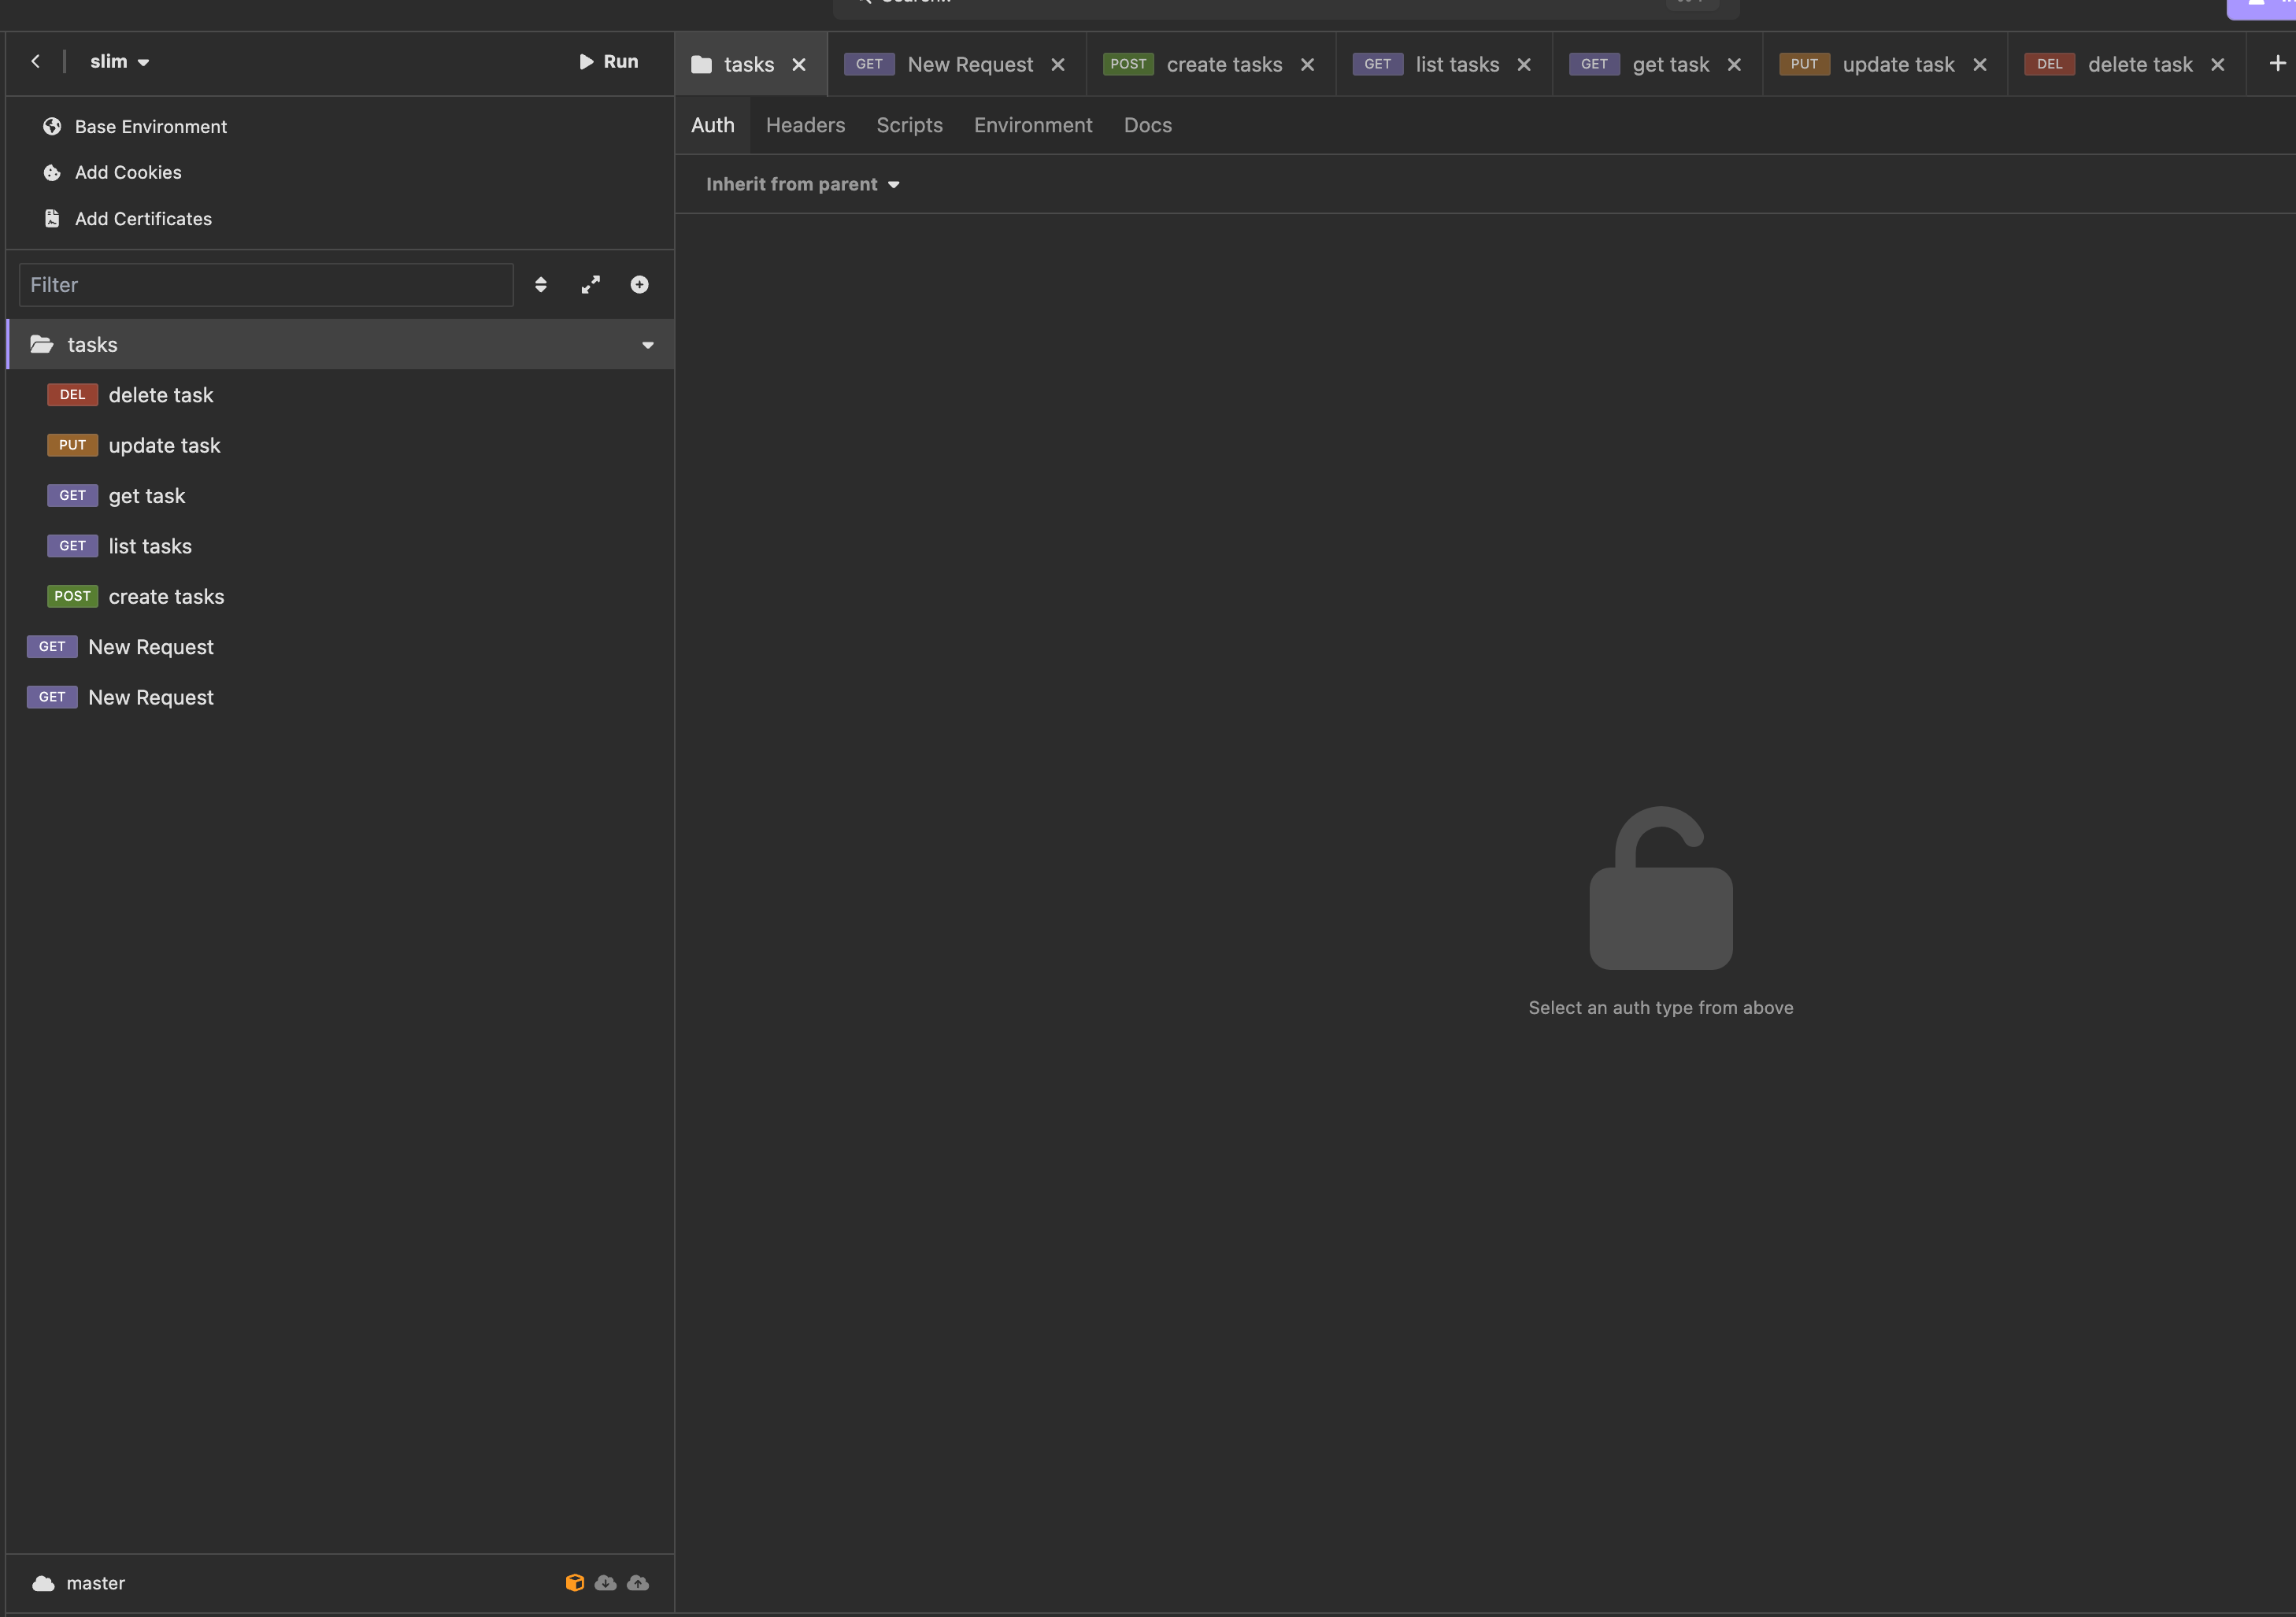 slim
Run
tasks
GET New Request
POST create tasks
GET list tasks
GET get task
PUT update task
DEL delete task
Base Environment
Add Cookies
Add Certificates
Filter
tasks
DEL delete task
PUT update task
GET get task
GET list tasks
POST create tasks
GET New Request
GET New Request
master
Auth Headers Scripts Environment Docs
Inherit from parent
Select an auth type from above